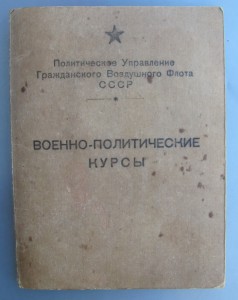 Политическое Управление
Гражданского Воздушного Флота
СССР
ВОЕННО-ПОЛИТИЧЕСКИЕ
КУРСЫ